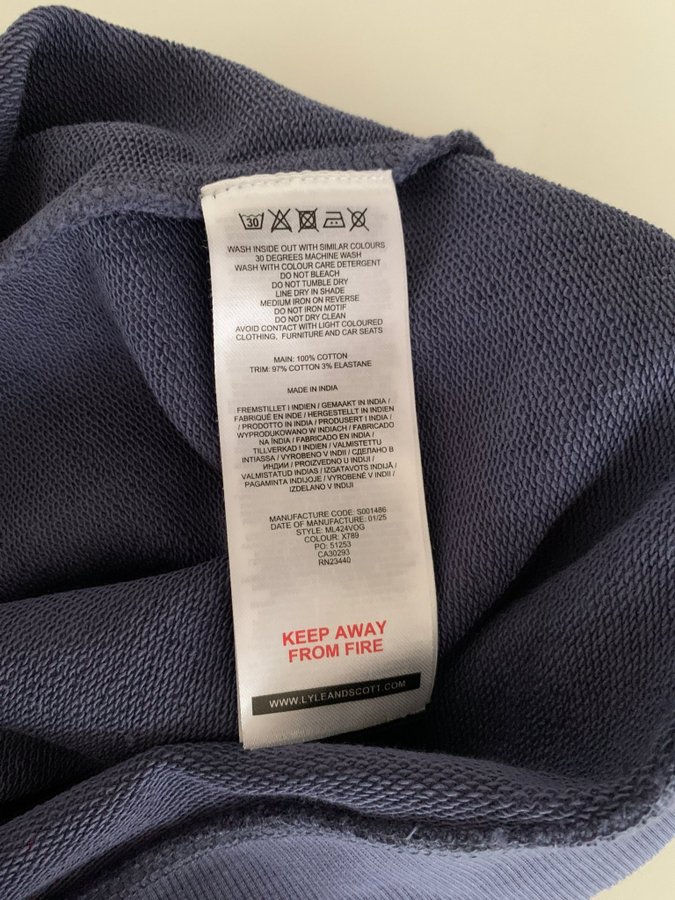 30
WASH INSIDE OUT WITH SIMILAR COLOURS
30 DEGREES MACHINE WASH
WASH WITH COLOUR CARE DETERGENT
DO NOT BLEACH
DO NOT TUMBLE DRY
LINE DRY IN SHADE
MEDIUM IRON ON REVERSE
DO NOT IRON MOTIF
DO NOT DRY CLEAN
AVOID CONTACT WITH LIGHT COLOURED
CLOTHING, FURNITURE AND CAR SEATS
MAIN: 100% COTTON
TRIM: 97% COTTON 3% ELASTANE
MADE IN INDIA
FREMSTILLET I INDIEN / GEMAAKT IN INDIA /
FABRIQUÉ EN INDE / HERGESTELLT IN INDIEN
/ PRODOTTO IN INDIA / PRODUSERT I INDIA /
WYPRODUKOWANO W INDIACH / FABRICADO
NA ÍNDIA / FABRICADO EN INDIA /
TILLVERKAD I INDIEN / VALMISTETTU
INTIASSA / VYROBENO V INDII / СДЕЛАНО В
ИНДИИ / PROIZVEDENO U INDIJI /
VALMISTATUD INDIAS / IZGATAVOTS INDIJĀ /
PAGAMINTA INDIJOJE / VYROBENÉ V INDII /
IZDELANO V INDIJI
MANUFACTURE CODE: S001486
DATE OF MANUFACTURE: 01/25
STYLE: ML424VOG
COLOUR: X789
PO: 51253
CA30293
RN23440
KEEP AWAY
FROM FIRE
WWW.LYLEANDSCOTT.COM